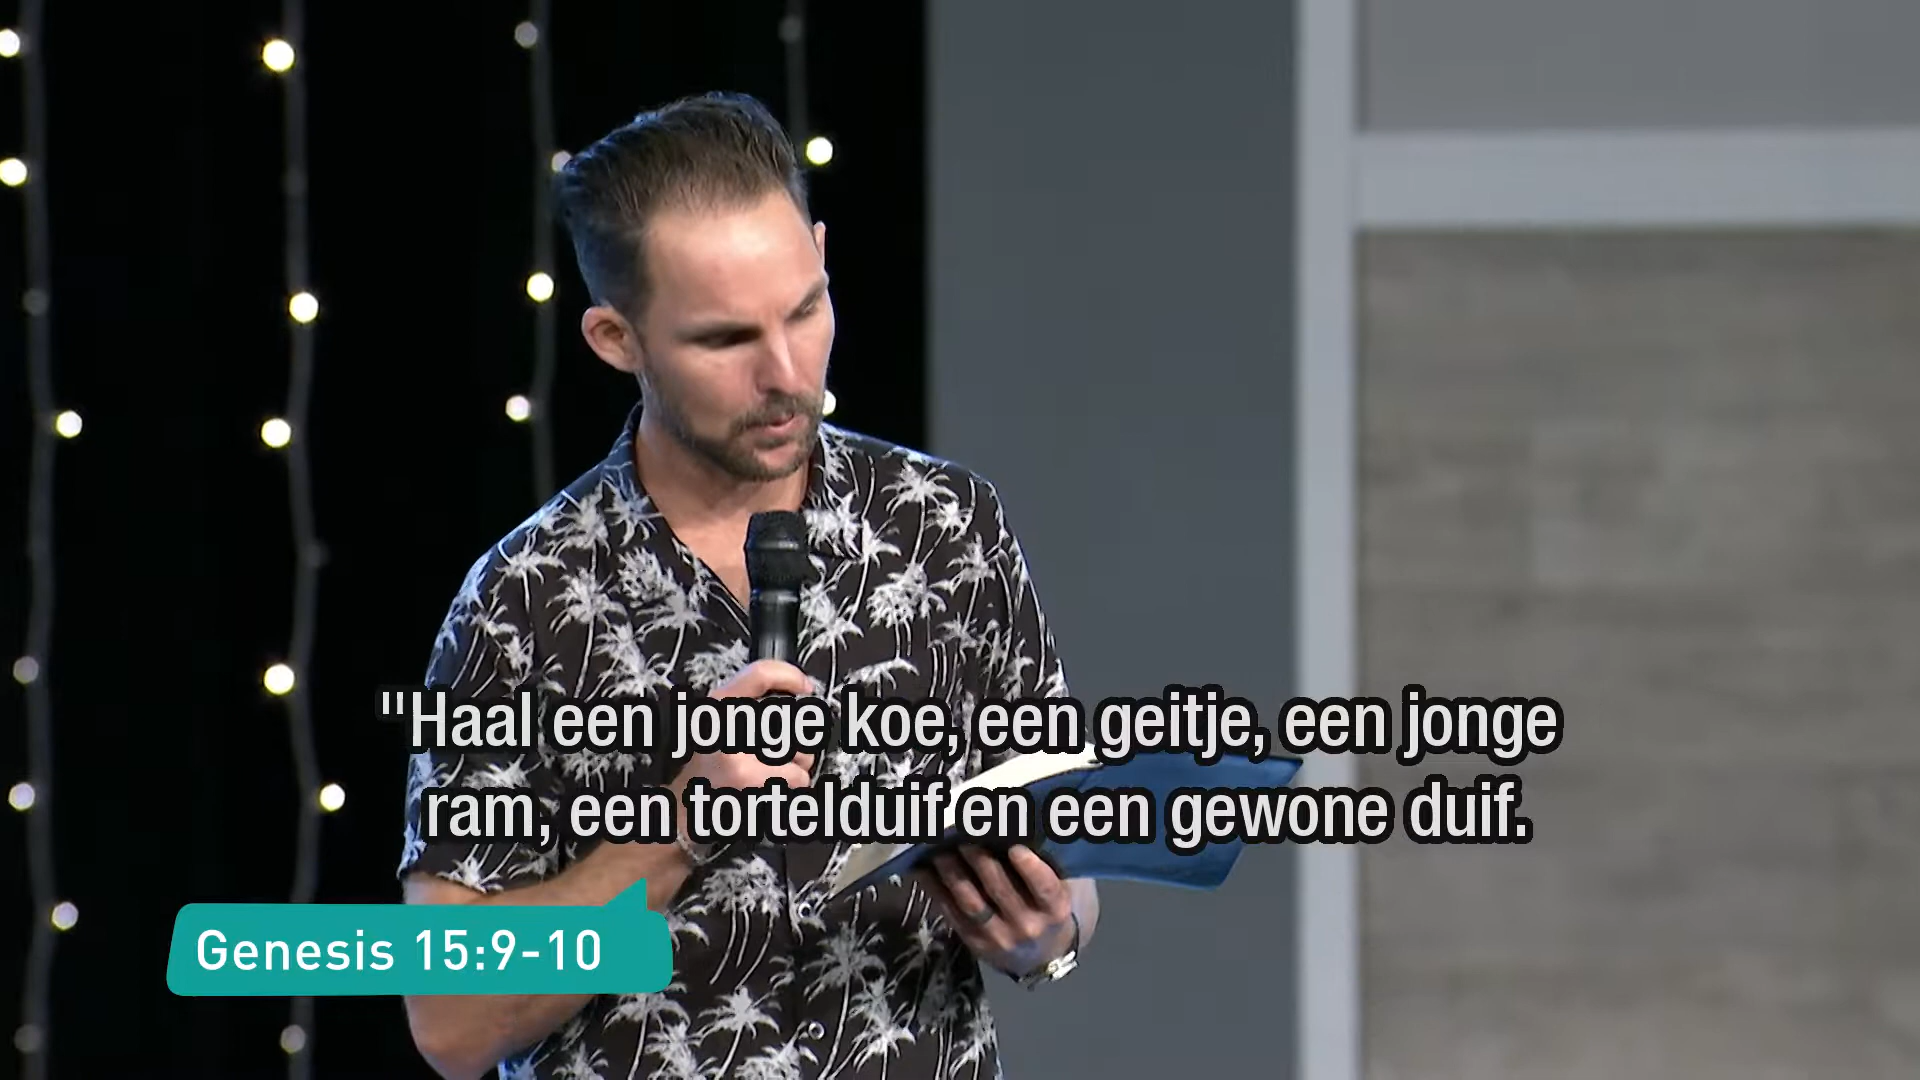 "Haal een jonge koe, een geitje, een jonge
ram, een tortelduif en een gewone duif.
Genesis 15:9-10